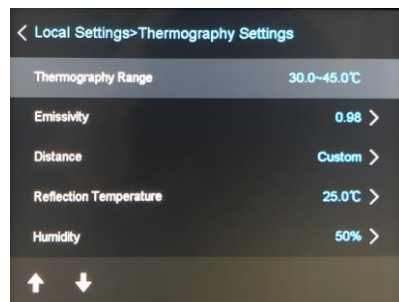 < Local Settings>Thermography Settings
Thermography Range 30.0~45.0℃
Emissivity 0.98 >
Distance Custom >
Reflection Temperature 25.0℃ >
Humidity 50% >